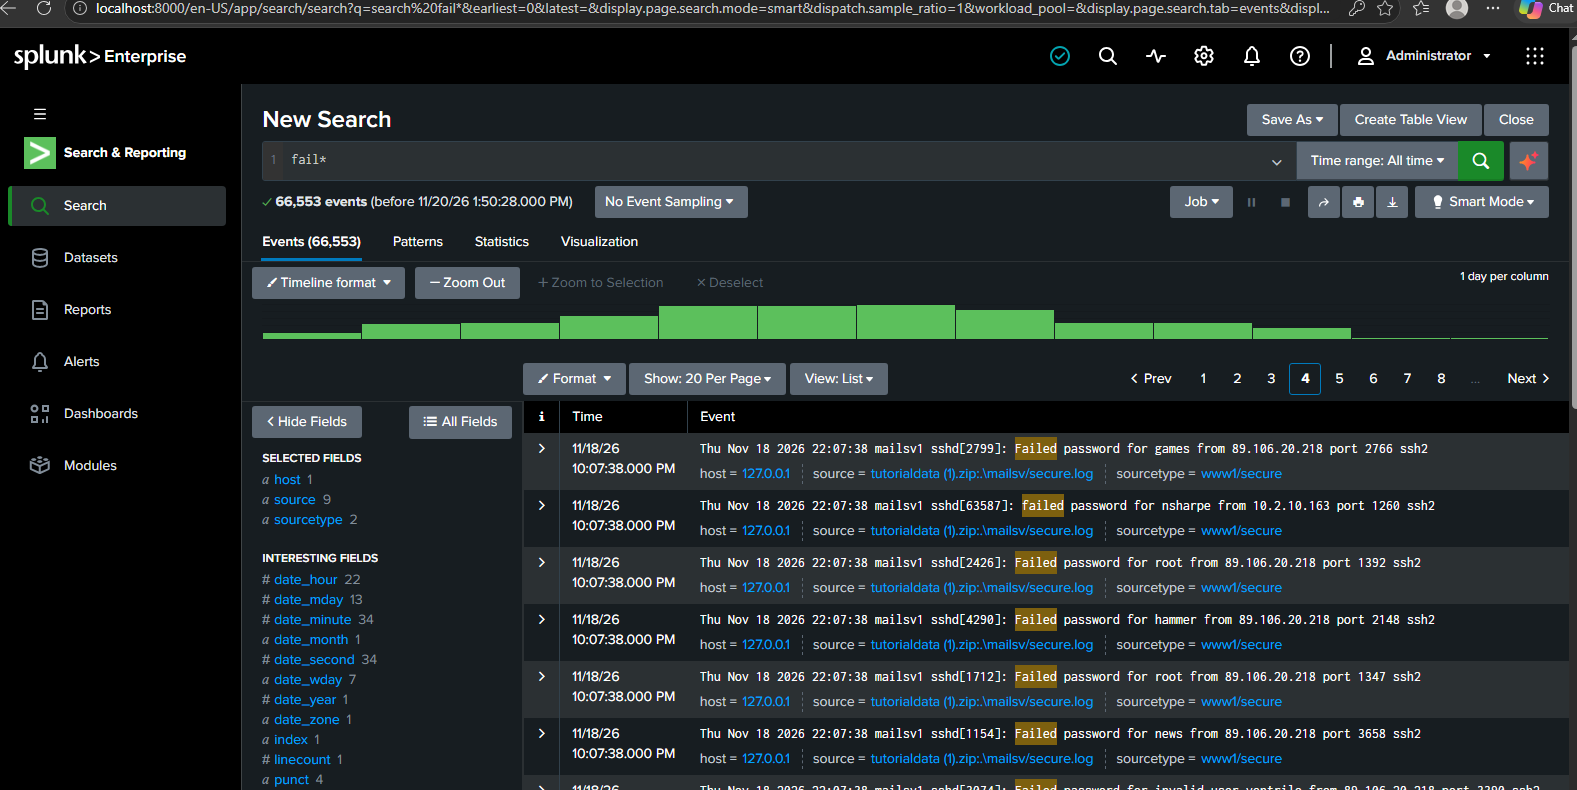 localhost:8000/en-US/app/search/search?q=search%20fail*&earliest=0&latest=&display.page.search.mode=smart&dispatch.sample_ratio=1&workload_pool=&display.page.search.tab=events&displ...
Chat
splunk>Enterprise
Administrator
Search & Reporting
Search
Datasets
Reports
Alerts
Dashboards
Modules
New Search
Save As
Create Table View
Close
1 fail*
Time range: All time
66,553 events (before 11/20/26 1:50:28.000 PM)
No Event Sampling
Job
Smart Mode
Events (66,553)
Patterns
Statistics
Visualization
Timeline format
— Zoom Out
+ Zoom to Selection
× Deselect
1 day per column
Format
Show: 20 Per Page
View: List
< Prev 1 2 3 4 5 6 7 8 ... Next >
< Hide Fields
All Fields
SELECTED FIELDS
a host 1
a source 9
a sourcetype 2
INTERESTING FIELDS
# date_hour 22
# date_mday 13
# date_minute 34
a date_month 1
# date_second 34
a date_wday 7
# date_year 1
a date_zone 1
a index 1
# linecount 1
a punct 4
i Time Event
11/18/26
10:07:38.000 PM
Thu Nov 18 2026 22:07:38 mailsv1 sshd[2799]: Failed password for games from 89.106.20.218 port 2766 ssh2
host = 127.0.0.1 source = tutorialdata (1).zip:.\mailsv/secure.log sourcetype = www1/secure
11/18/26
10:07:38.000 PM
Thu Nov 18 2026 22:07:38 mailsv1 sshd[63587]: failed password for nsharpe from 10.2.10.163 port 1260 ssh2
host = 127.0.0.1 source = tutorialdata (1).zip:.\mailsv/secure.log sourcetype = www1/secure
11/18/26
10:07:38.000 PM
Thu Nov 18 2026 22:07:38 mailsv1 sshd[2426]: Failed password for root from 89.106.20.218 port 1392 ssh2
host = 127.0.0.1 source = tutorialdata (1).zip:.\mailsv/secure.log sourcetype = www1/secure
11/18/26
10:07:38.000 PM
Thu Nov 18 2026 22:07:38 mailsv1 sshd[4290]: Failed password for hammer from 89.106.20.218 port 2148 ssh2
host = 127.0.0.1 source = tutorialdata (1).zip:.\mailsv/secure.log sourcetype = www1/secure
11/18/26
10:07:38.000 PM
Thu Nov 18 2026 22:07:38 mailsv1 sshd[1712]: Failed password for root from 89.106.20.218 port 1347 ssh2
host = 127.0.0.1 source = tutorialdata (1).zip:.\mailsv/secure.log sourcetype = www1/secure
11/18/26
10:07:38.000 PM
Thu Nov 18 2026 22:07:38 mailsv1 sshd[1154]: Failed password for news from 89.106.20.218 port 3658 ssh2
host = 127.0.0.1 source = tutorialdata (1).zip:.\mailsv/secure.log sourcetype = www1/secure